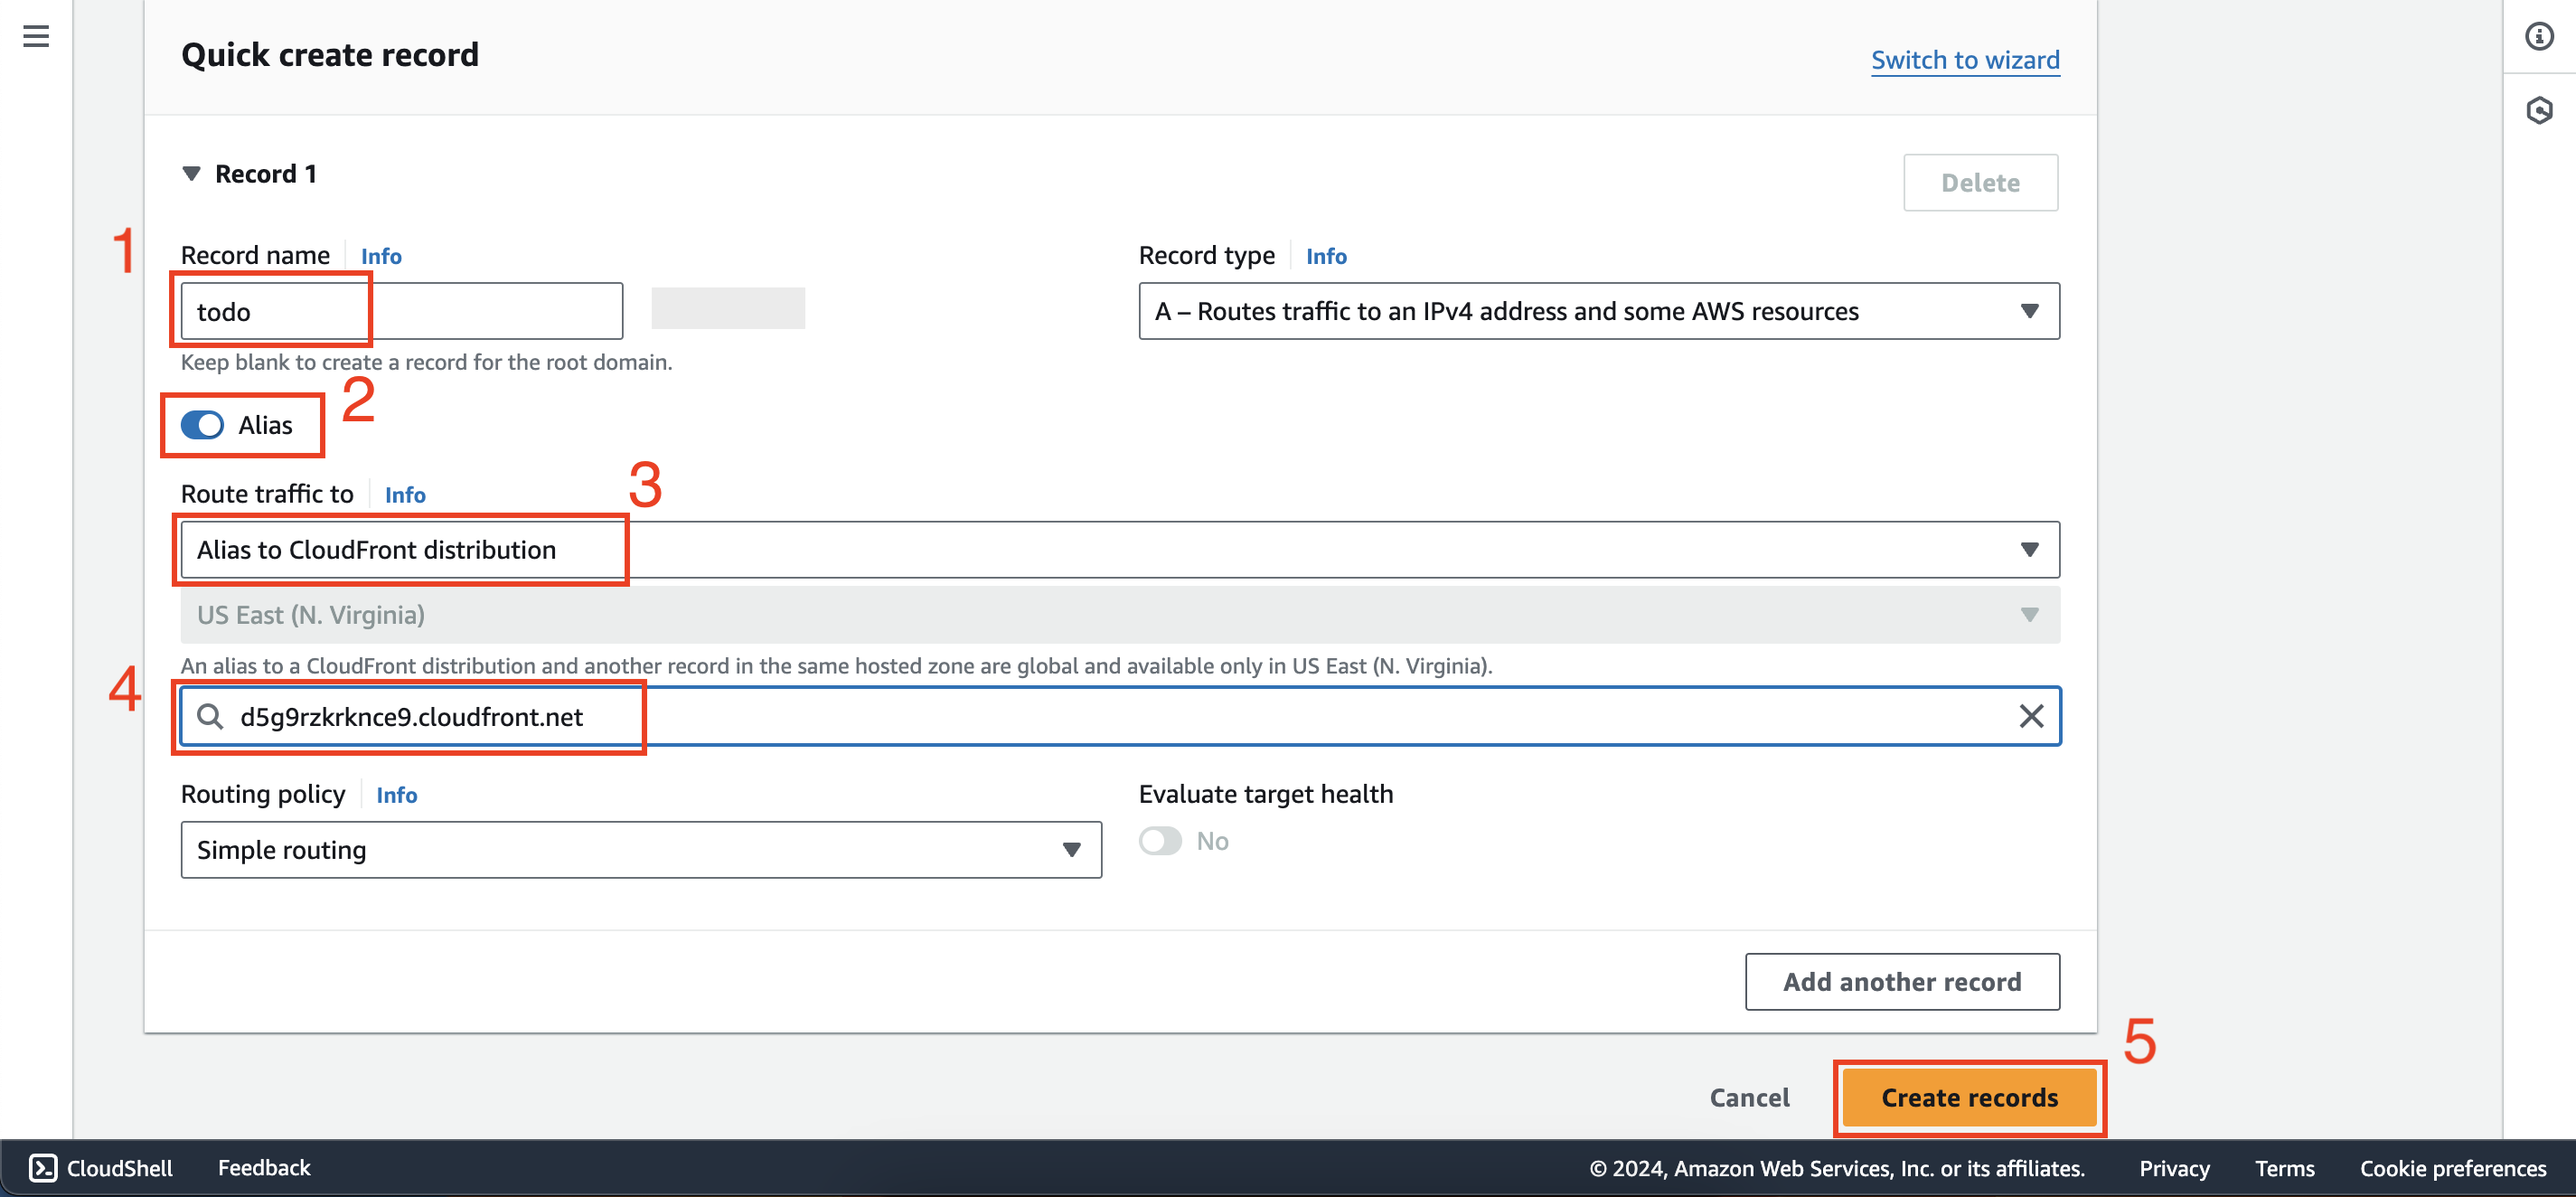 Quick create record
Switch to wizard
Record 1
Delete
1
Record name Info
Record type Info
todo
A – Routes traffic to an IPv4 address and some AWS resources
Keep blank to create a record for the root domain.
2
Alias
3
Route traffic to Info
Alias to CloudFront distribution
US East (N. Virginia)
An alias to a CloudFront distribution and another record in the same hosted zone are global and available only in US East (N. Virginia).
4
d5g9rzkrknce9.cloudfront.net
Routing policy Info
Evaluate target health
Simple routing
No
Add another record
5
Cancel
Create records
CloudShell Feedback © 2024, Amazon Web Services, Inc. or its affiliates. Privacy Terms Cookie preferences